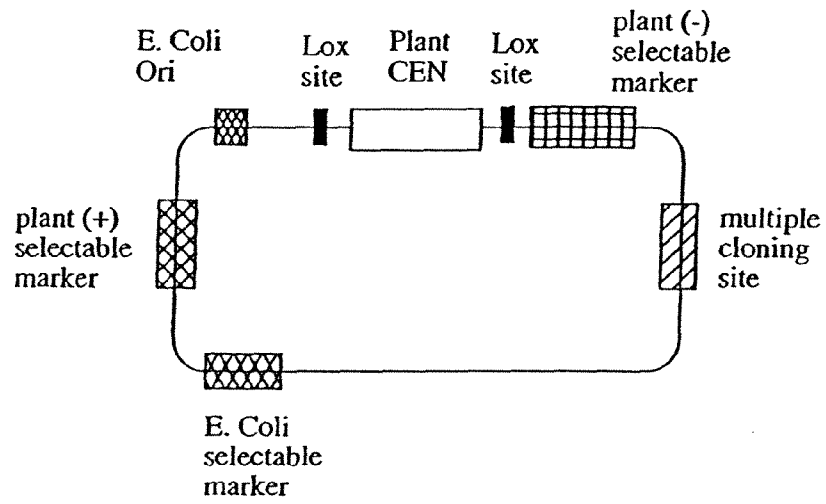 E. Coli
Ori
Lox
site
Plant
CEN
Lox
site
plant (-)
selectable
marker
plant (+)
selectable
marker
multiple
cloning
site
E. Coli
selectable
marker